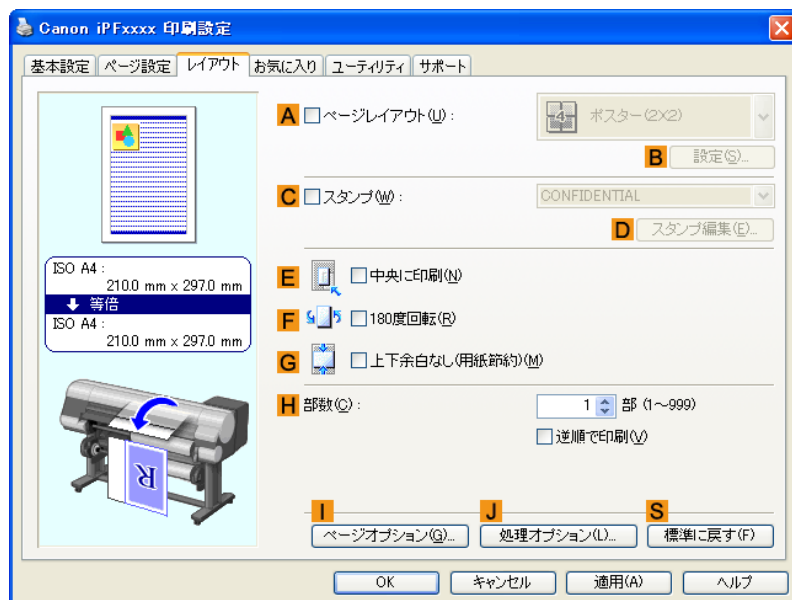 Canon iPFxxxx 印刷設定
基本設定 ページ設定 レイアウト お気に入り ユーティリティ サポート
A ページレイアウト(U) : 4 ポスター(2X2)
B 設定(S)...
C スタンプ(W) : CONFIDENTIAL
D スタンプ編集(E)...
ISO A4 :
210.0 mm x 297.0 mm
等倍
ISO A4 :
210.0 mm x 297.0 mm
R
E 中央に印刷(N)
F 180度回転(R)
G 上下余白なし(用紙節約)(M)
H 部数(C) : 1 部 (1～999)
逆順で印刷(V)
I J S
ページオプション(G)... 処理オプション(L)... 標準に戻す(F)
OK キャンセル 適用(A) ヘルプ